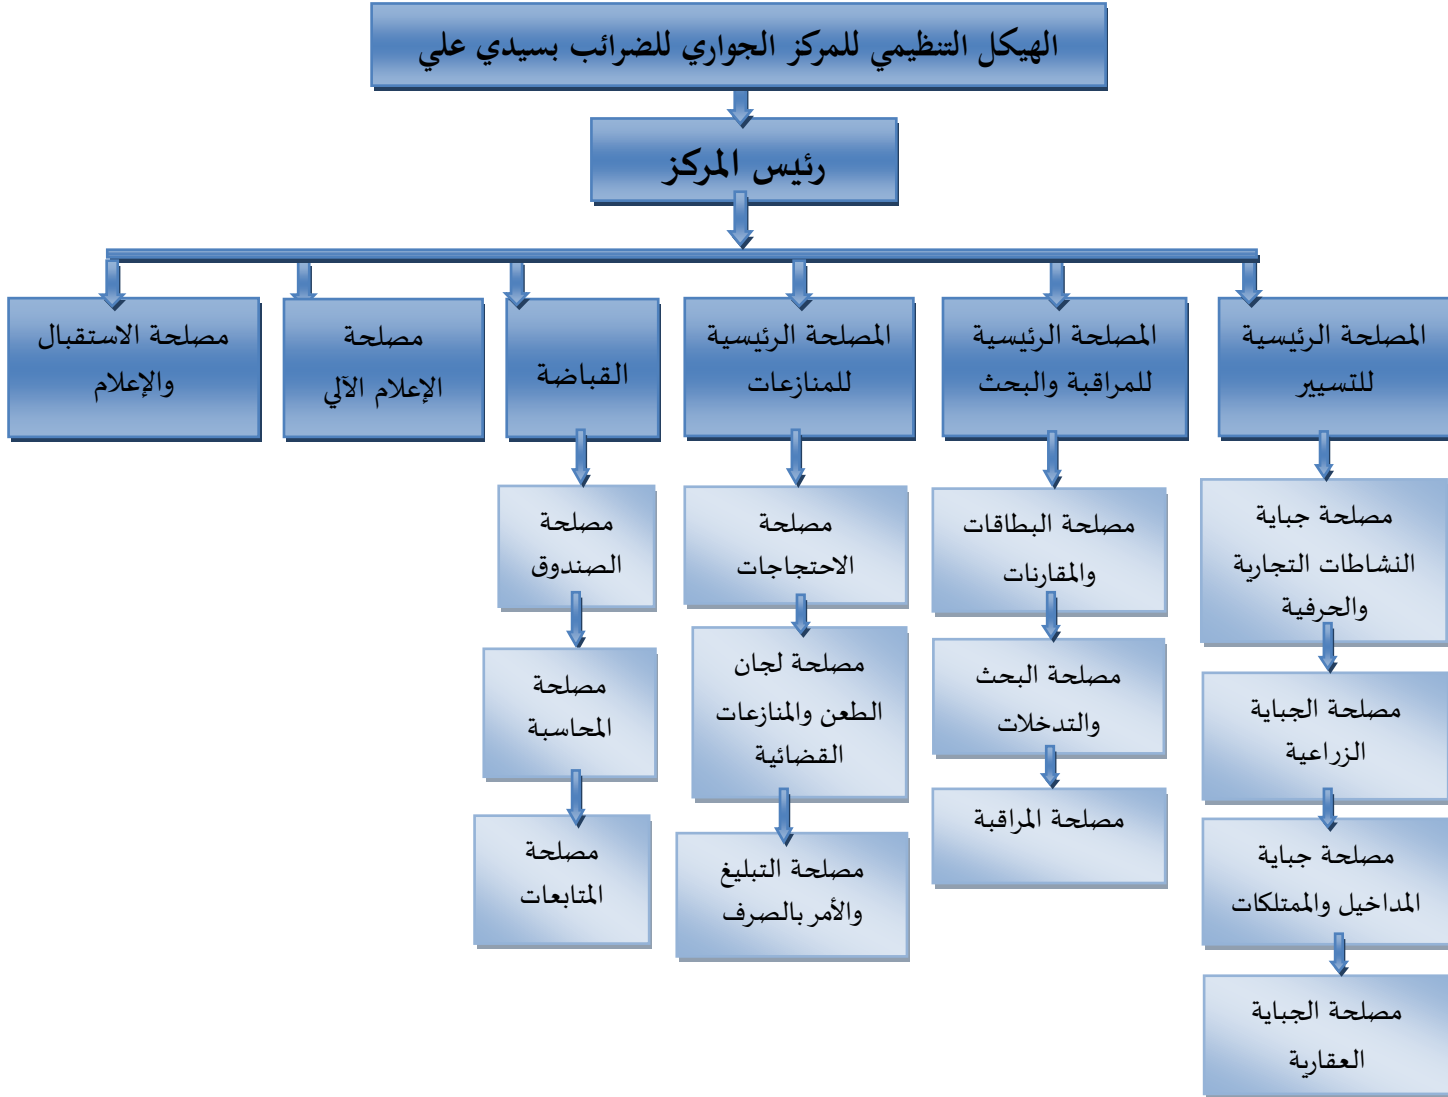 الهيكل التنظيمي للمركز الجواري للضرائب بسيدي علي
رئيس المركز
المصلحة الرئيسية
للتسيير
المصلحة الرئيسية
للمراقبة والبحث
المصلحة الرئيسية
للمنازعات
القباضة
مصلحة
الإعلام الآلي
مصلحة الاستقبال
والإعلام
مصلحة جباية
النشاطات التجارية
والحرفية
مصلحة الجباية
الزراعية
مصلحة جباية
المداخيل والممتلكات
مصلحة الجباية
العقارية
مصلحة البطاقات
والمقارنات
مصلحة البحث
والتدخلات
مصلحة المراقبة
مصلحة
الاحتجاجات
مصلحة لجان
الطعن والمنازعات
القضائية
مصلحة التبليغ
والأمر بالصرف
مصلحة
الصندوق
مصلحة
المحاسبة
مصلحة
المتابعات